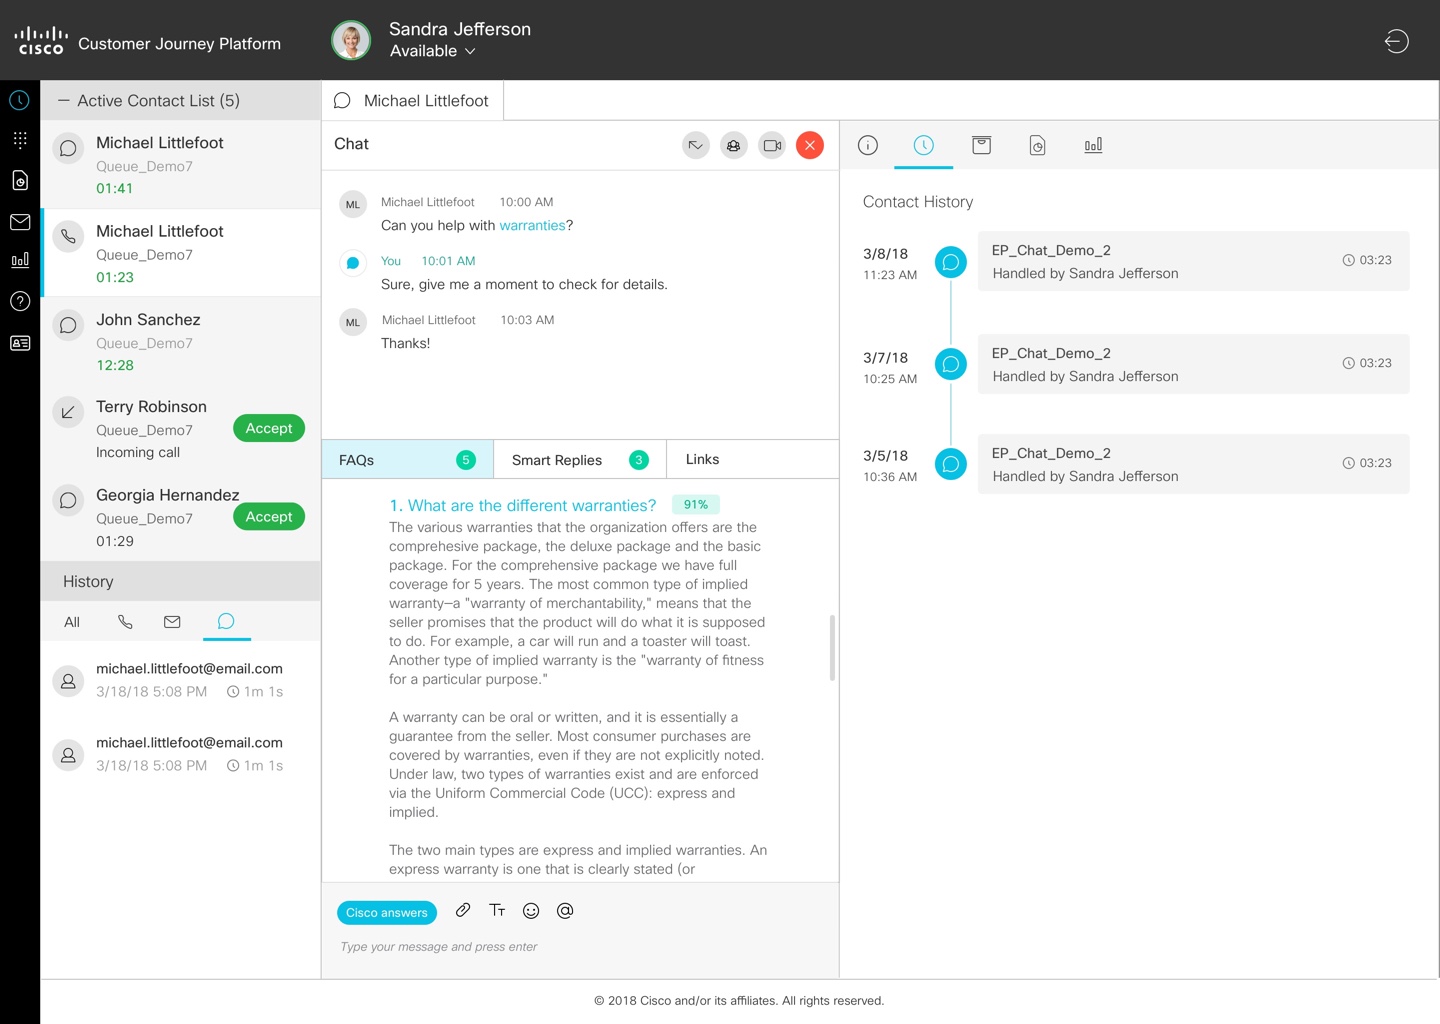 cisco Customer Journey Platform
Sandra Jefferson
Available
Active Contact List (5)
Michael Littlefoot
Queue_Demo7
01:41
Michael Littlefoot
Queue_Demo7
01:23
John Sanchez
Queue_Demo7
12:28
Terry Robinson
Queue_Demo7
Accept
Incoming call
Georgia Hernandez
Queue_Demo7
Accept
01:29
History
All
michael.littlefoot@email.com
3/18/18 5:08 PM 1m 1s
michael.littlefoot@email.com
3/18/18 5:08 PM 1m 1s
Michael Littlefoot
Chat
ML Michael Littlefoot 10:00 AM
Can you help with warranties?
You 10:01 AM
Sure, give me a moment to check for details.
ML Michael Littlefoot 10:03 AM
Thanks!
FAQs 5 Smart Replies 3 Links
1. What are the different warranties? 91%
The various warranties that the organization offers are the
comprehesive package, the deluxe package and the basic
package. For the comprehensive package we have full
coverage for 5 years. The most common type of implied
warranty—a "warranty of merchantability," means that the
seller promises that the product will do what it is supposed
to do. For example, a car will run and a toaster will toast.
Another type of implied warranty is the "warranty of fitness
for a particular purpose."
A warranty can be oral or written, and it is essentially a
guarantee from the seller. Most consumer purchases are
covered by warranties, even if they are not explicitly noted.
Under law, two types of warranties exist and are enforced
via the Uniform Commercial Code (UCC): express and
implied.
The two main types are express and implied warranties. An
express warranty is one that is clearly stated (or
Cisco answers
Type your message and press enter
Contact History
3/8/18
11:23 AM
EP_Chat_Demo_2
Handled by Sandra Jefferson
03:23
3/7/18
10:25 AM
EP_Chat_Demo_2
Handled by Sandra Jefferson
03:23
3/5/18
10:36 AM
EP_Chat_Demo_2
Handled by Sandra Jefferson
03:23
© 2018 Cisco and/or its affiliates. All rights reserved.